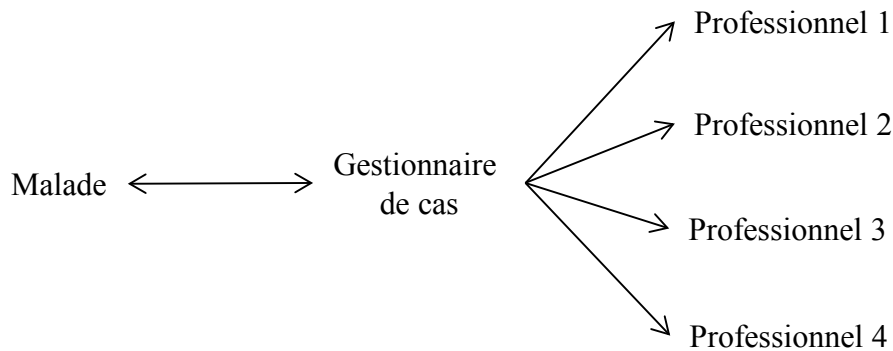 Professionnel 1
Professionnel 2
Malade
Gestionnaire
de cas
Professionnel 3
Professionnel 4